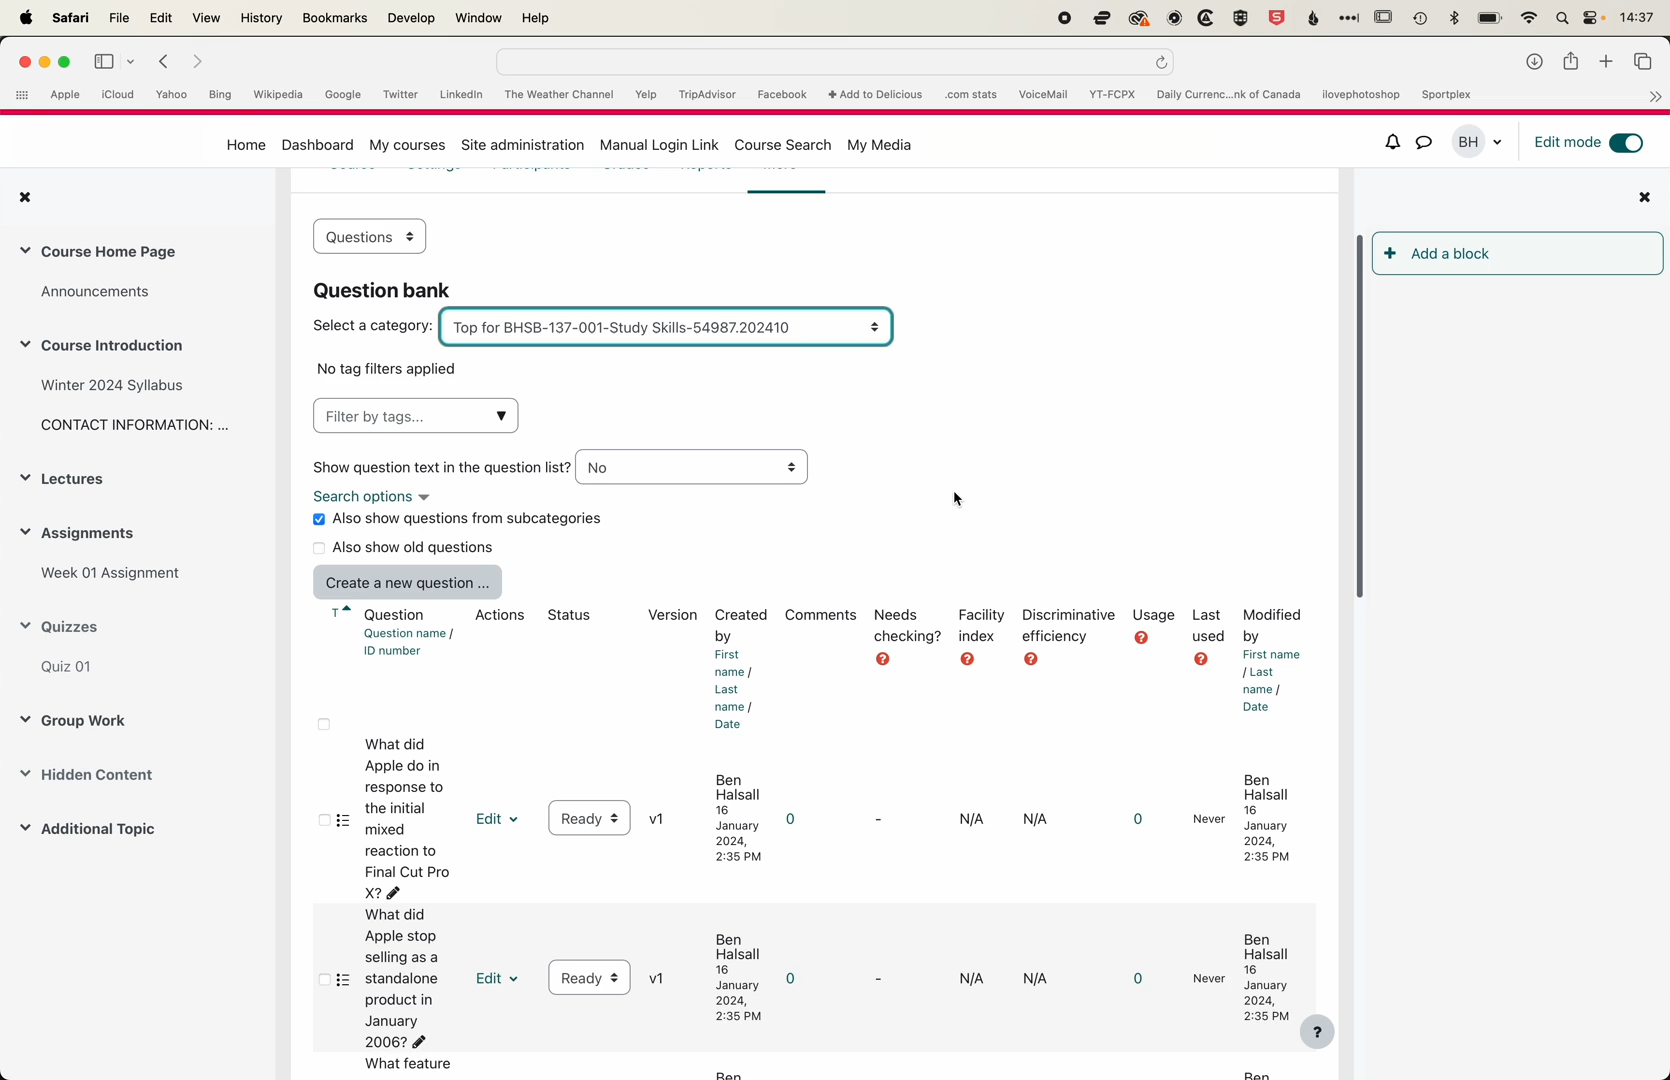 Safari File Edit View History Bookmarks Develop Window Help 14:37
Apple iCloud Yahoo Bing Wikipedia Google Twitter LinkedIn The Weather Channel Yelp TripAdvisor Facebook + Add to Delicious .com stats VoiceMail YT-FCPX Daily Currenc...nk of Canada ilovephotoshop Sportplex
Home Dashboard My courses Site administration Manual Login Link Course Search My Media BH Edit mode
Course Home Page
Announcements
Course Introduction
Winter 2024 Syllabus
CONTACT INFORMATION: ...
Lectures
Assignments
Week 01 Assignment
Quizzes
Quiz 01
Group Work
Hidden Content
Additional Topic
Questions
Question bank
Select a category: Top for BHSB-137-001-Study Skills-54987.202410
No tag filters applied
Filter by tags...
Show question text in the question list? No
Search options
Also show questions from subcategories
Also show old questions
Create a new question ...
T Question Actions Status Version Created Comments Needs Facility Discriminative Usage Last Modified
by checking? index efficiency used by
Question name /
ID number
First
name /
Last
name /
Date
First name
/ Last
name /
Date
What did
Apple do in
response to
the initial
mixed
reaction to
Final Cut Pro
X?
Edit Ready v1
Ben
Halsall
16
January
2024,
2:35 PM
0 - N/A N/A 0 Never
Ben
Halsall
16
January
2024,
2:35 PM
What did
Apple stop
selling as a
standalone
product in
January
2006?
Edit Ready v1
Ben
Halsall
16
January
2024,
2:35 PM
0 - N/A N/A 0 Never
Ben
Halsall
16
January
2024,
2:35 PM
What feature
Ben Ben
Add a block
?